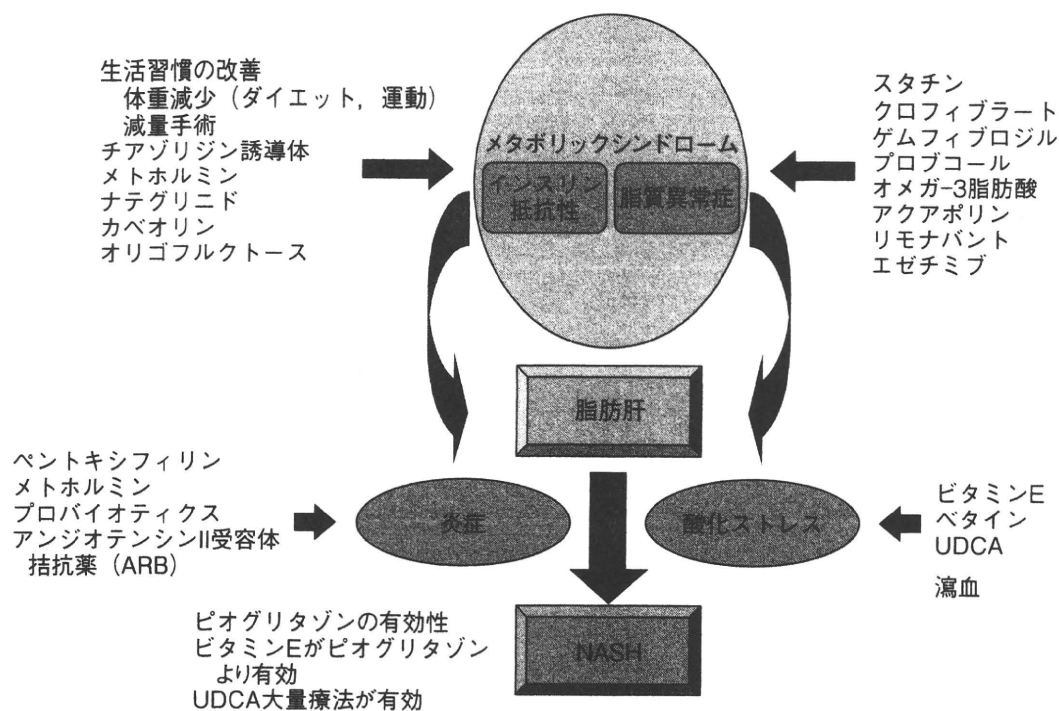 生活習慣の改善
体重減少（ダイエット，運動）
減量手術
チアゾリジン誘導体
メトホルミン
ナテグリニド
カベオリン
オリゴフルクトース
メタボリックシンドローム
インスリン
抵抗性
脂質異常症
スタチン
クロフィブラート
ゲムフィブロジル
プロブコール
オメガ-3脂肪酸
アクアポリン
リモナバント
エゼチミブ
脂肪肝
ペントキシフィリン
メトホルミン
プロバイオティクス
アンジオテンシンII受容体
拮抗薬（ARB）
炎症
酸化ストレス
ビタミンE
ベタイン
UDCA
瀉血
ピオグリタゾンの有効性
ビタミンEがピオグリタゾン
より有効
UDCA大量療法が有効
NASH